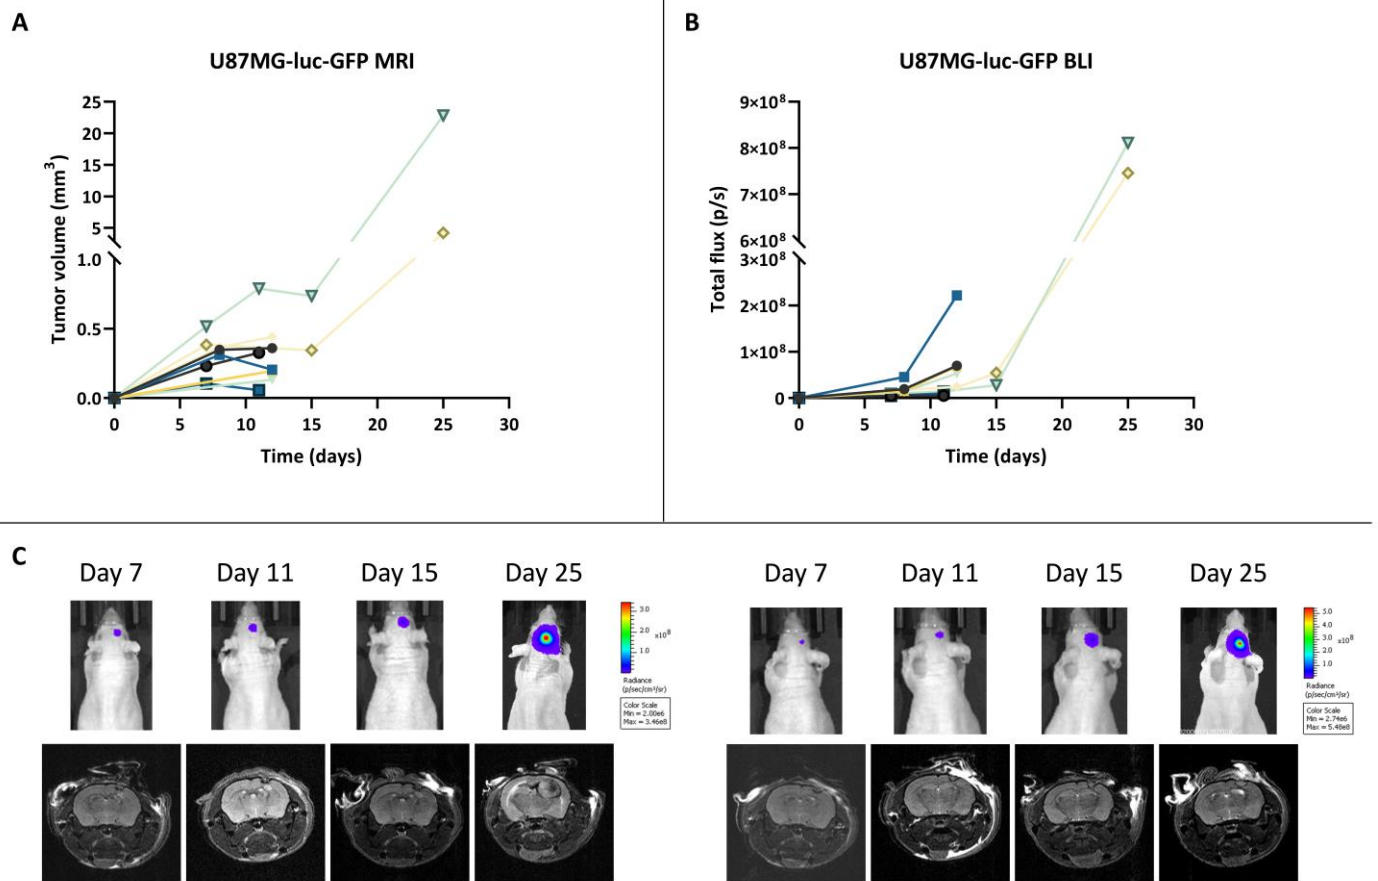 A
U87MG-luc-GFP MRI
Tumor volume (mm³)
25
20
15
10
5
1.0
0.5
0.0
0 5 10 15 20 25 30
Time (days)
B
U87MG-luc-GFP BLI
Total flux (p/s)
9×10⁸
8×10⁸
7×10⁸
6×10⁸
3×10⁸
2×10⁸
1×10⁸
0
0 5 10 15 20 25 30
Time (days)
C
Day 7 Day 11 Day 15 Day 25
3.0
2.0
x10⁸
1.0
Radiance
(p/sec/cm²/sr)
Color Scale
Min = 2.80e6
Max = 3.46e8
Day 7 Day 11 Day 15 Day 25
5.0
4.0
3.0
x10⁸
2.0
1.0
Radiance
(p/sec/cm²/sr)
Color Scale
Min = 2.74e6
Max = 5.48e8